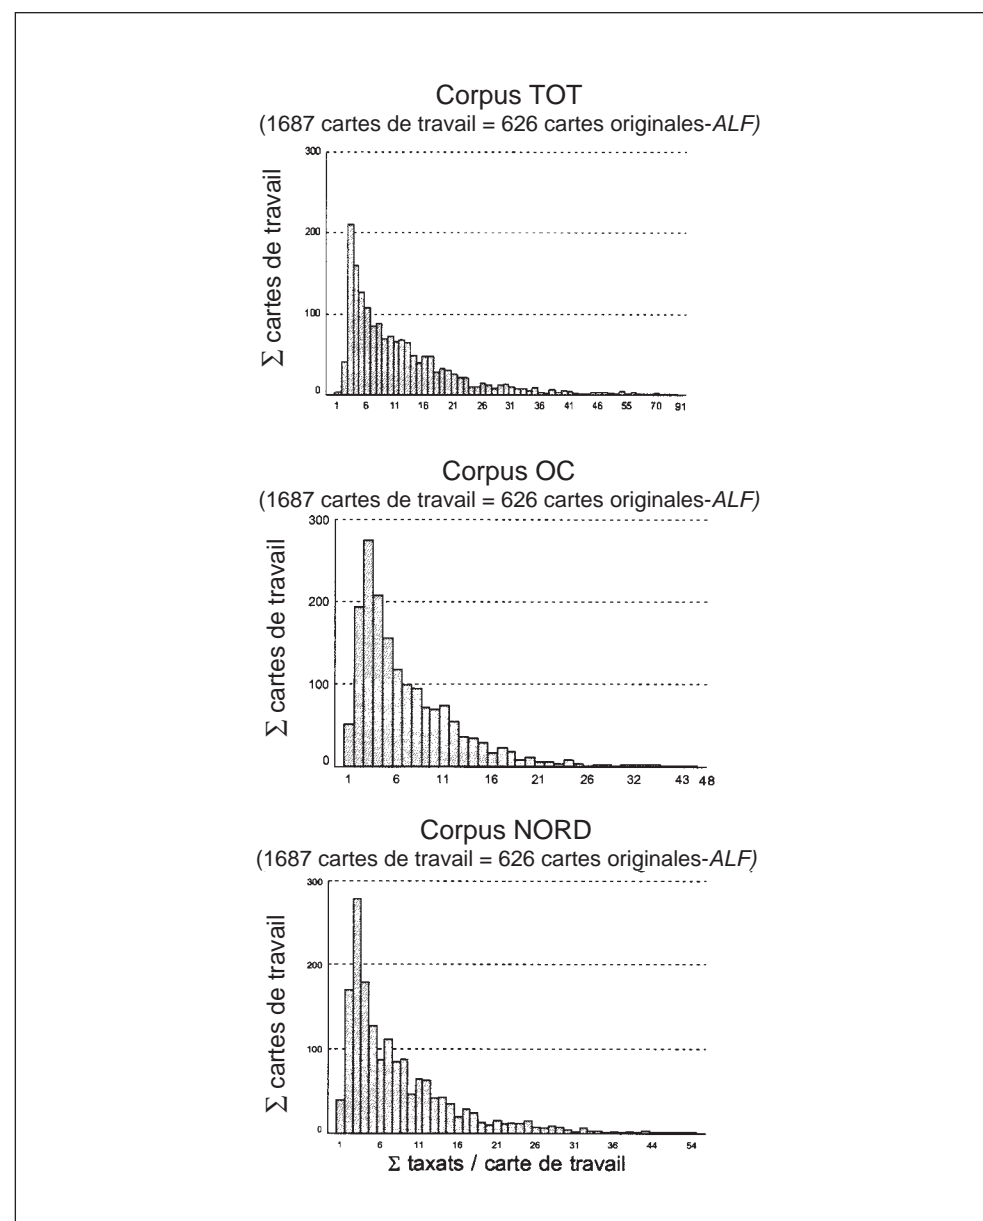 Corpus TOT
(1687 cartes de travail = 626 cartes originales-ALF)
Σ cartes de travail
300
200
100
0
1 6 11 16 21 26 31 36 41 46 55 70 91
Corpus OC
(1687 cartes de travail = 626 cartes originales-ALF)
Σ cartes de travail
300
200
100
0
1 6 11 16 21 26 32 43 48
Corpus NORD
(1687 cartes de travail = 626 cartes originales-ALF)
Σ cartes de travail
300
200
100
0
1 6 11 16 21 26 31 36 44 54
Σ taxats / carte de travail